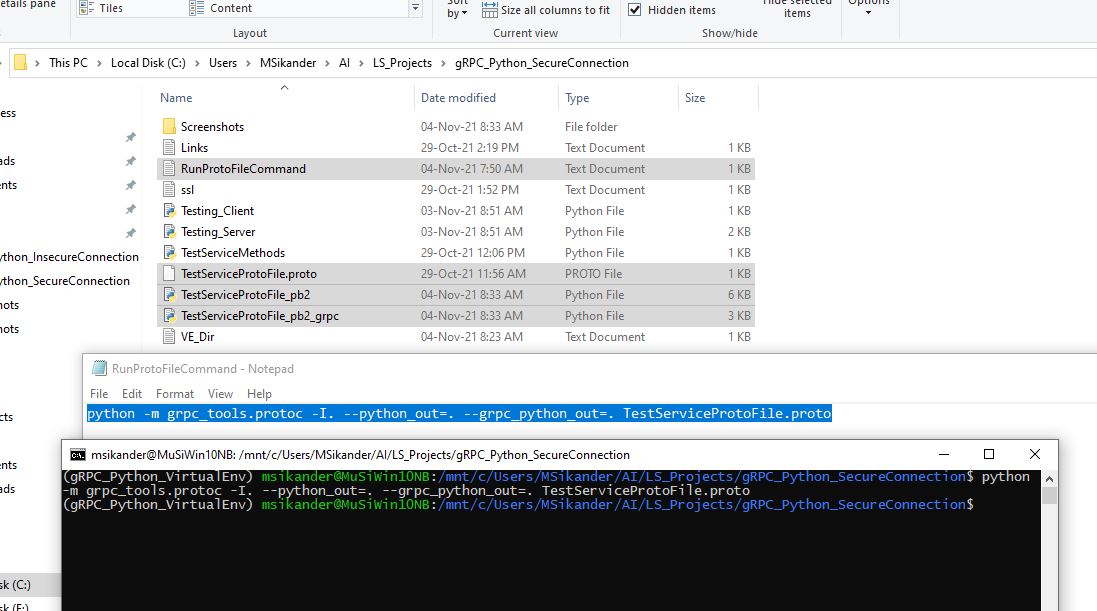 etails pane
Tiles
Content
Sort
by
Size all columns to fit
Hidden items
Hide selected
items
Options
Layout
Current view
Show/hide
This PC > Local Disk (C:) > Users > MSikander > AI > LS_Projects > gRPC_Python_SecureConnection
Name Date modified Type Size
Screenshots 04-Nov-21 8:33 AM File folder
Links 29-Oct-21 2:19 PM Text Document 1 KB
RunProtoFileCommand 04-Nov-21 7:50 AM Text Document 1 KB
ssl 29-Oct-21 1:52 PM Text Document 1 KB
Testing_Client 03-Nov-21 8:51 AM Python File 1 KB
Testing_Server 03-Nov-21 8:51 AM Python File 2 KB
TestServiceMethods 29-Oct-21 12:06 PM Python File 1 KB
TestServiceProtoFile.proto 29-Oct-21 11:56 AM PROTO File 1 KB
TestServiceProtoFile_pb2 04-Nov-21 8:33 AM Python File 6 KB
TestServiceProtoFile_pb2_grpc 04-Nov-21 8:33 AM Python File 3 KB
VE_Dir 04-Nov-21 8:23 AM Text Document 1 KB
ess
ads
ents
ython_InsecureConnection
ython_SecureConnection
hots
hots
cts
ents
ads
sk (C:)
sk (E:)
RunProtoFileCommand - Notepad
File Edit Format View Help
python -m grpc_tools.protoc -I. --python_out=. --grpc_python_out=. TestServiceProtoFile.proto
msikander@MuSiWin10NB: /mnt/c/Users/MSikander/AI/LS_Projects/gRPC_Python_SecureConnection
(gRPC_Python_VirtualEnv) msikander@MuSiWin10NB:/mnt/c/Users/MSikander/AI/LS_Projects/gRPC_Python_SecureConnection$ python
-m grpc_tools.protoc -I. --python_out=. --grpc_python_out=. TestServiceProtoFile.proto
(gRPC_Python_VirtualEnv) msikander@MuSiWin10NB:/mnt/c/Users/MSikander/AI/LS_Projects/gRPC_Python_SecureConnection$